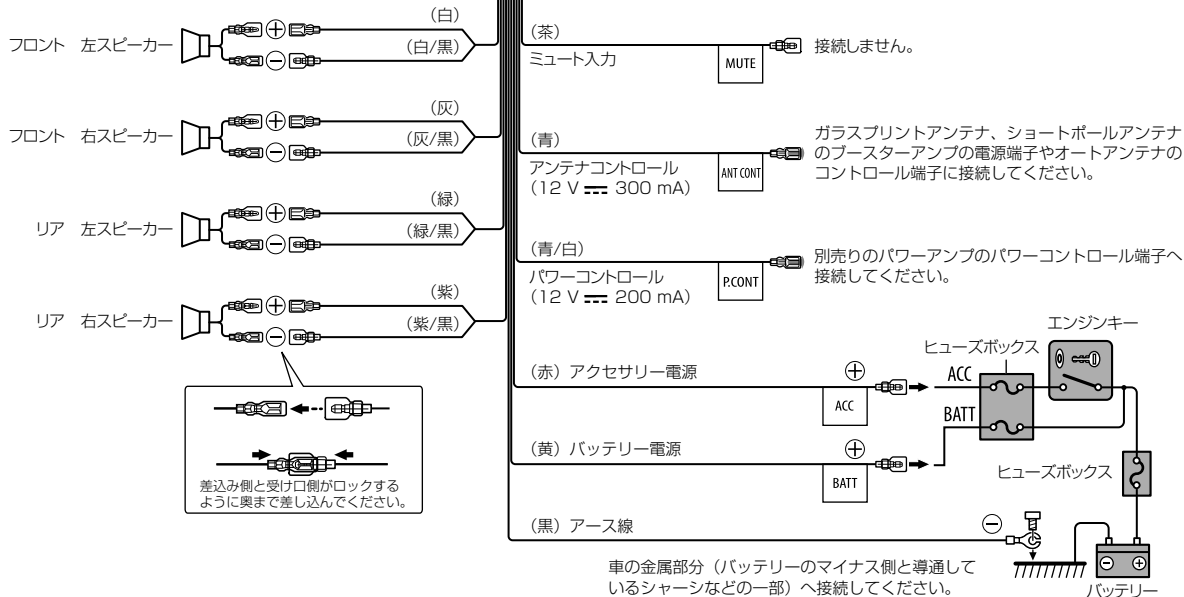 フロント 左スピーカー
(白)
(白/黒)
フロント 右スピーカー
(灰)
(灰/黒)
リア 左スピーカー
(緑)
(緑/黒)
リア 右スピーカー
(紫)
(紫/黒)
差込み側と受け口側がロックする
ように奥まで差し込んでください。
(茶)
ミュート入力
MUTE
接続しません。
(青)
アンテナコントロール
(12 V 300 mA)
ANT CONT
ガラスプリントアンテナ、ショートポールアンテナ
のブースターアンプの電源端子やオートアンテナの
コントロール端子に接続してください。
(青/白)
パワーコントロール
(12 V 200 mA)
P.CONT
別売りのパワーアンプのパワーコントロール端子へ
接続してください。
(赤)アクセサリー電源
ACC
ACC
ヒューズボックス
エンジンキー
(黄)バッテリー電源
BATT
BATT
ヒューズボックス
(黒)アース線
車の金属部分(バッテリーのマイナス側と導通して
いるシャーシなどの一部)へ接続してください。
バッテリー